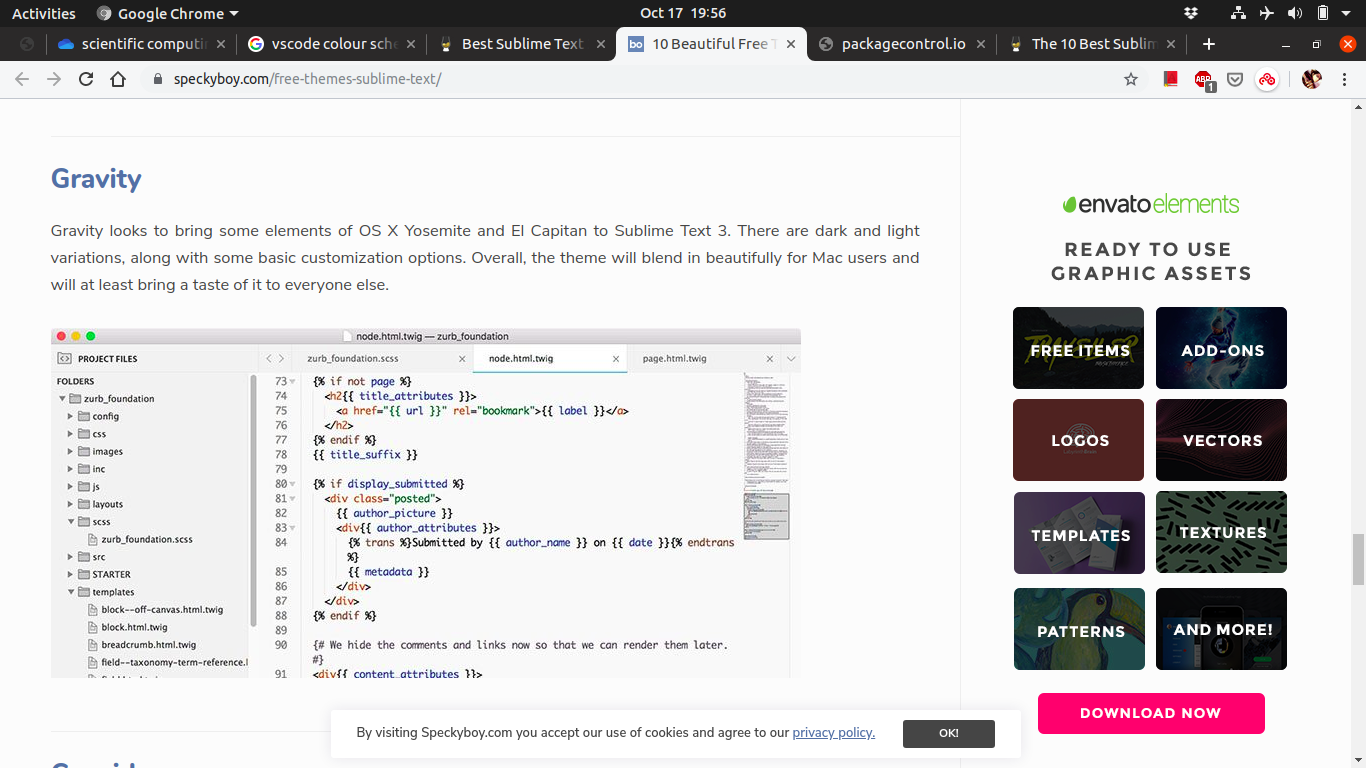 Activities
Google Chrome
Oct 17 19:56
scientific computin
vscode colour sche
Best Sublime Text
10 Beautiful Free T
packagecontrol.io
The 10 Best Sublim
speckyboy.com/free-themes-sublime-text/
ABP
1
Gravity
Gravity looks to bring some elements of OS X Yosemite and El Capitan to Sublime Text 3. There are dark and light
variations, along with some basic customization options. Overall, the theme will blend in beautifully for Mac users and
will at least bring a taste of it to everyone else.
node.html.twig — zurb_foundation
PROJECT FILES
zurb_foundation.scss
node.html.twig
page.html.twig
FOLDERS
zurb_foundation
config
css
images
inc
js
layouts
scss
zurb_foundation.scss
src
STARTER
templates
block--off-canvas.html.twig
block.html.twig
breadcrumb.html.twig
field--taxonomy-term-reference.l
73 {% if not page %}
74 <h2{{ title_attributes }}>
75 <a href="{{ url }}" rel="bookmark">{{ label }}</a>
76 </h2>
77 {% endif %}
78 {{ title_suffix }}
79
80 {% if display_submitted %}
81 <div class="posted">
82 {{ author_picture }}
83 <div{{ author_attributes }}>
84 {% trans %}Submitted by {{ author_name }} on {{ date }}{% endtrans
%}
85 {{ metadata }}
86 </div>
87 </div>
88 {% endif %}
89
90 {# We hide the comments and links now so that we can render them later.
#}
91 <div{{ content_attributes }}>
envato elements
READY TO USE
GRAPHIC ASSETS
FREE ITEMS
ADD-ONS
LOGOS
VECTORS
TEMPLATES
TEXTURES
PATTERNS
AND MORE!
DOWNLOAD NOW
By visiting Speckyboy.com you accept our use of cookies and agree to our privacy policy.
OK!